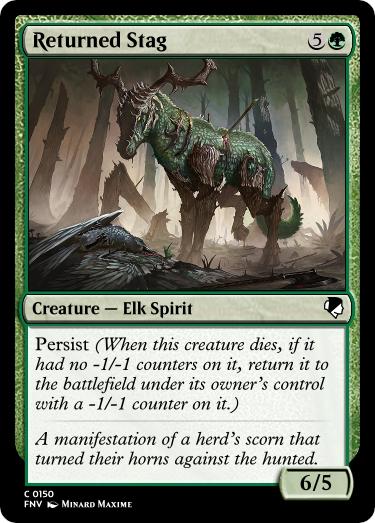 Returned Stag 5
Creature — Elk Spirit
Persist (When this creature dies, if it
had no -1/-1 counters on it, return it to
the battlefield under its owner's control
with a -1/-1 counter on it.)
A manifestation of a herd's scorn that
turned their horns against the hunted.
6/5
C 0150
FNV Minard Maxime